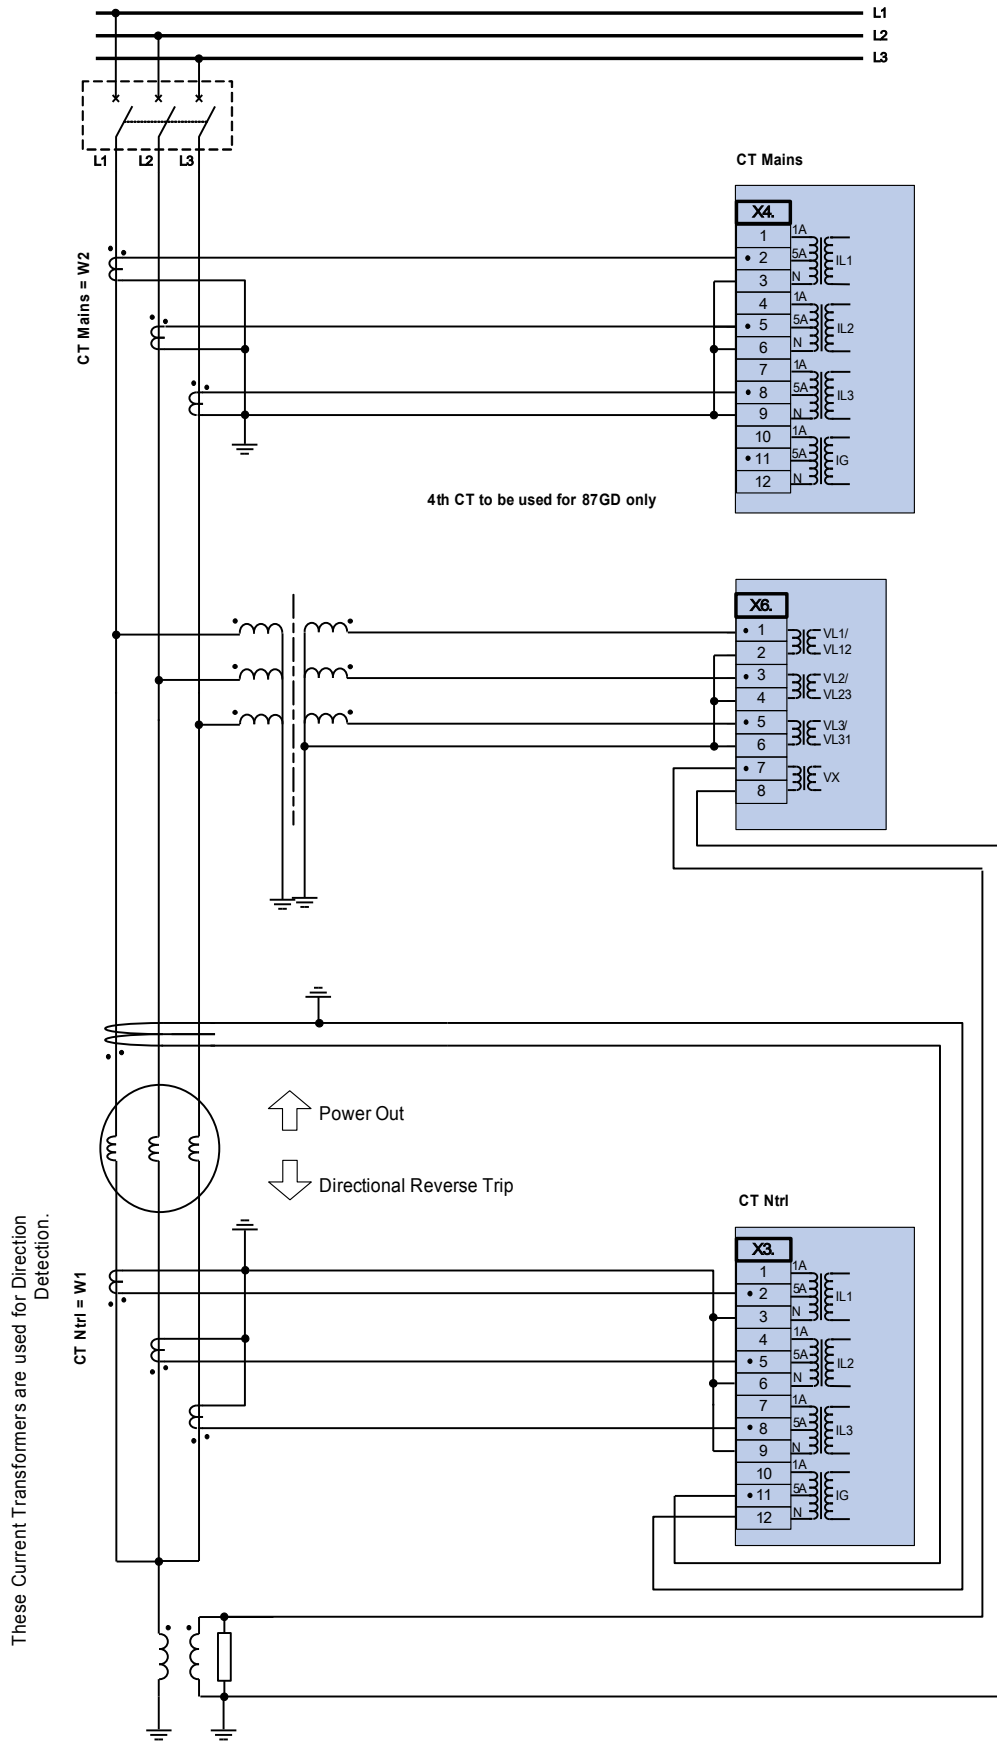 L1
L2
L3
L1
L2
L3
CT Mains
X4.
1
1A
2
5A
IL1
3
N
4
1A
5
5A
IL2
6
N
7
1A
8
5A
IL3
9
N
10
1A
11
5A
IG
12
N
CT Mains = W2
4th CT to be used for 87GD only
X6.
1
VL1/
2
VL12
3
VL2/
4
VL23
5
VL3/
6
VL31
7
VX
8
Power Out
Directional Reverse Trip
CT Ntrl
X3.
1
1A
2
5A
IL1
3
N
4
1A
5
5A
IL2
6
N
7
1A
8
5A
IL3
9
N
10
1A
11
5A
IG
12
N
CT Ntrl = W1
These Current Transformers are used for Direction
Detection.